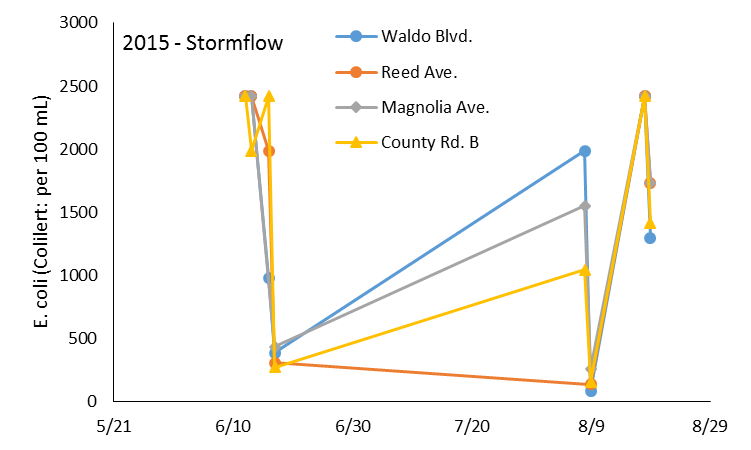 2015 - Stormflow
Waldo Blvd.
Reed Ave.
Magnolia Ave.
County Rd. B
E. coli (Colilert: per 100 mL)
3000
2500
2000
1500
1000
500
0
5/21 6/10 6/30 7/20 8/9 8/29